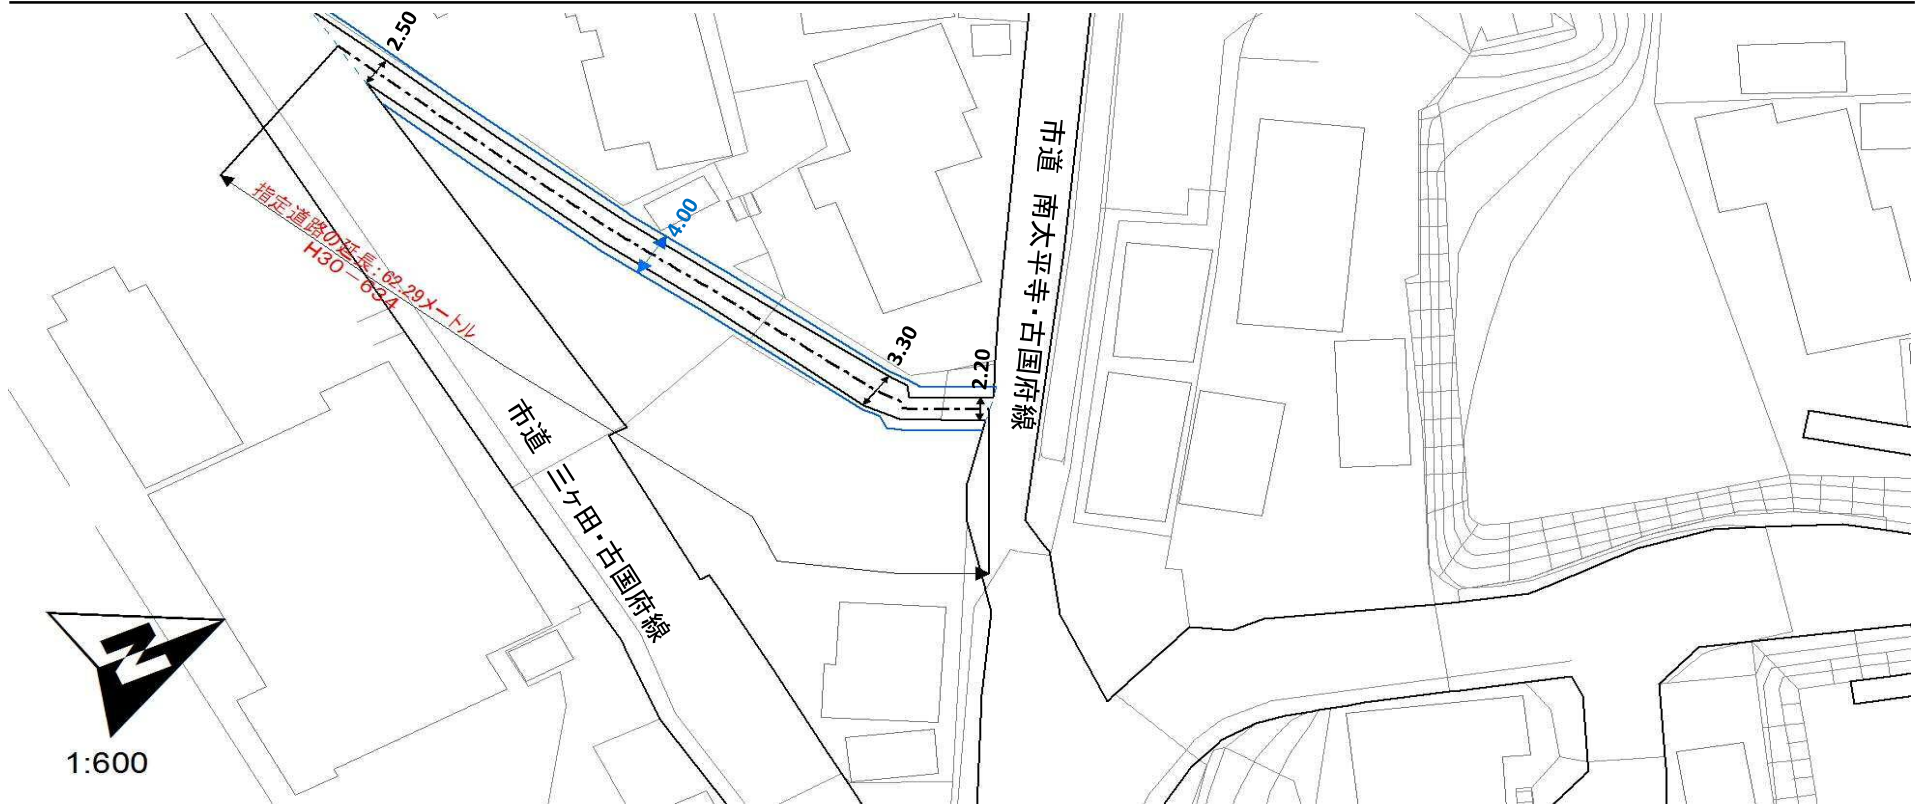 2.50
4.00
指定道路の延長：62.29メートル
H30－634
3.30
2.20
市道 南太平寺・古国府線
市道 三ヶ田・古国府線
N
1:600